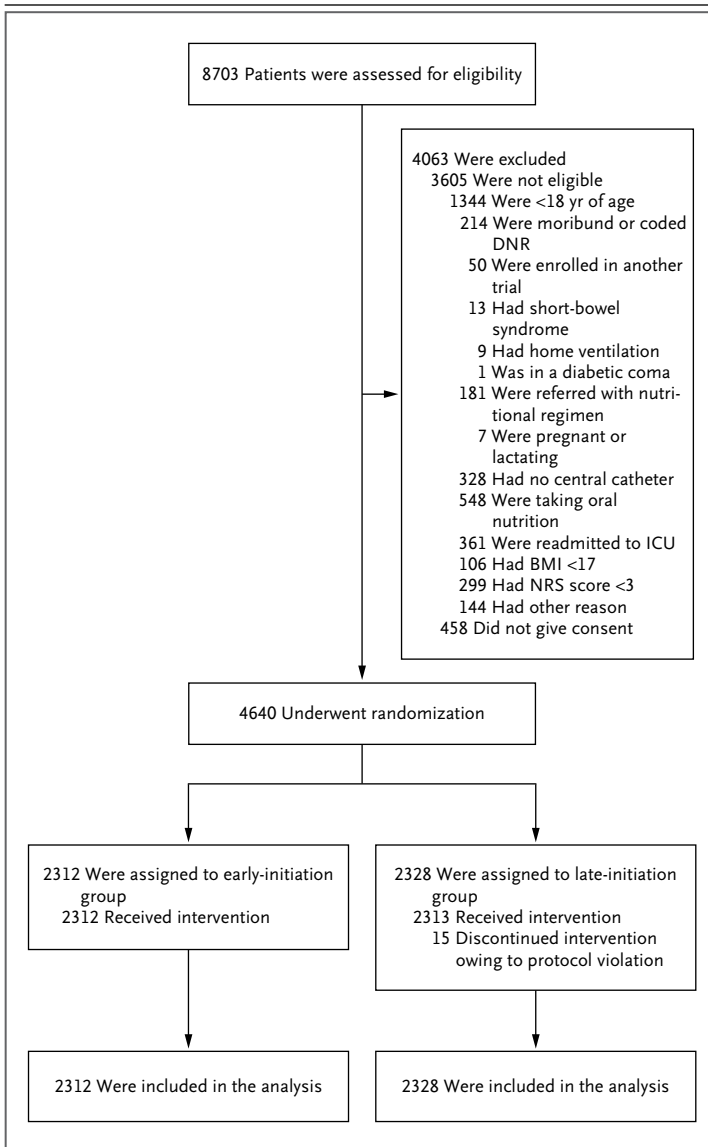 8703 Patients were assessed for eligibility
4063 Were excluded
3605 Were not eligible
1344 Were <18 yr of age
214 Were moribund or coded
DNR
50 Were enrolled in another
trial
13 Had short-bowel
syndrome
9 Had home ventilation
1 Was in a diabetic coma
181 Were referred with nutri-
tional regimen
7 Were pregnant or
lactating
328 Had no central catheter
548 Were taking oral
nutrition
361 Were readmitted to ICU
106 Had BMI <17
299 Had NRS score <3
144 Had other reason
458 Did not give consent
4640 Underwent randomization
2312 Were assigned to early-initiation
group
2312 Received intervention
2328 Were assigned to late-initiation
group
2313 Received intervention
15 Discontinued intervention
owing to protocol violation
2312 Were included in the analysis
2328 Were included in the analysis